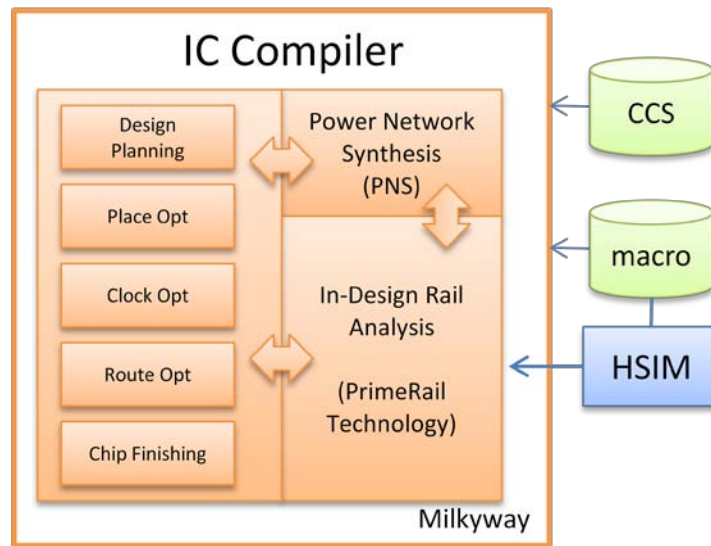 IC Compiler
Design
Planning
Place Opt
Clock Opt
Route Opt
Chip Finishing
Power Network
Synthesis
(PNS)
In-Design Rail
Analysis
(PrimeRail
Technology)
Milkyway
CCS
macro
HSIM